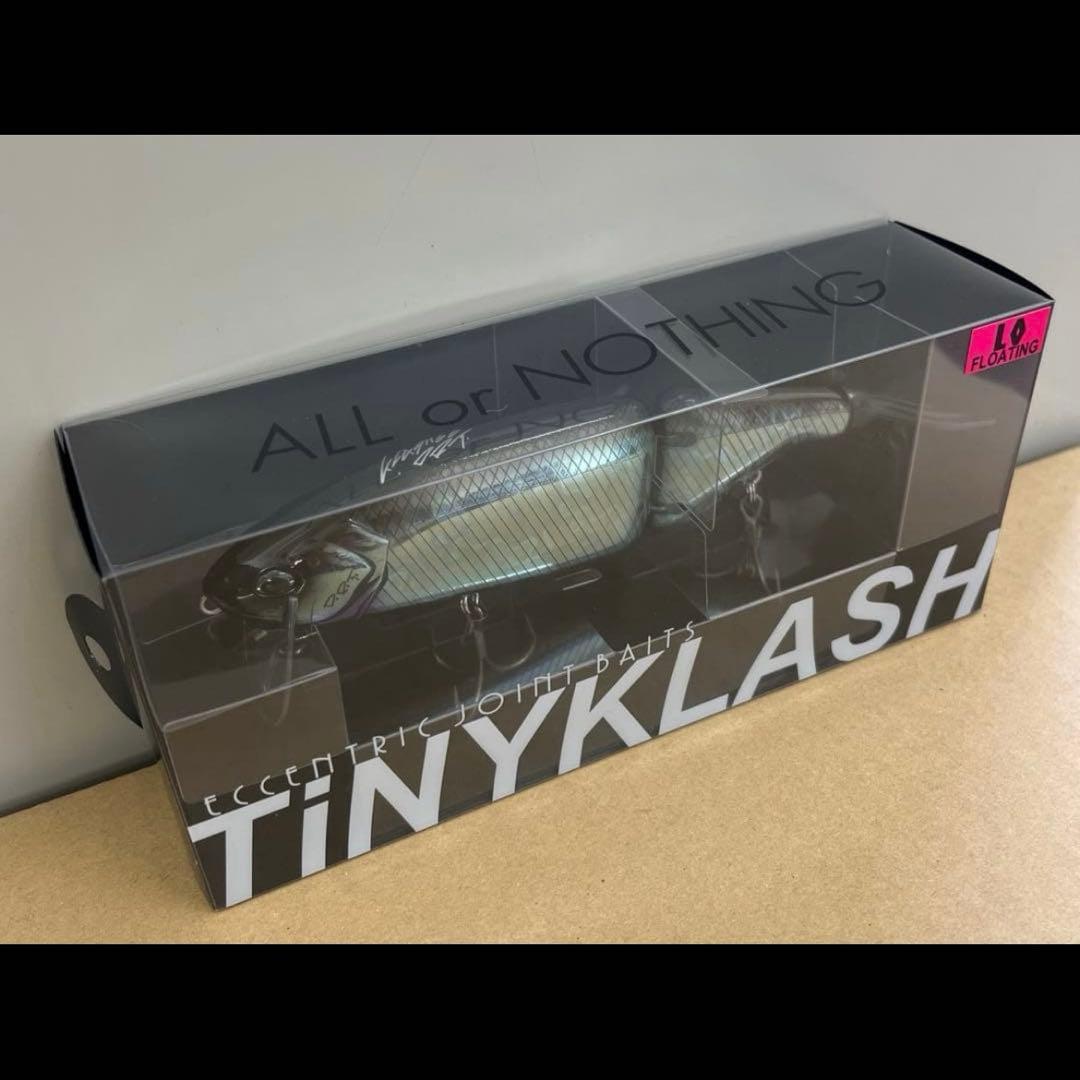 ALL or NOTHING
LO
FLOATING
ECCENTRIC JOINT BAITS
TiNYKLASH